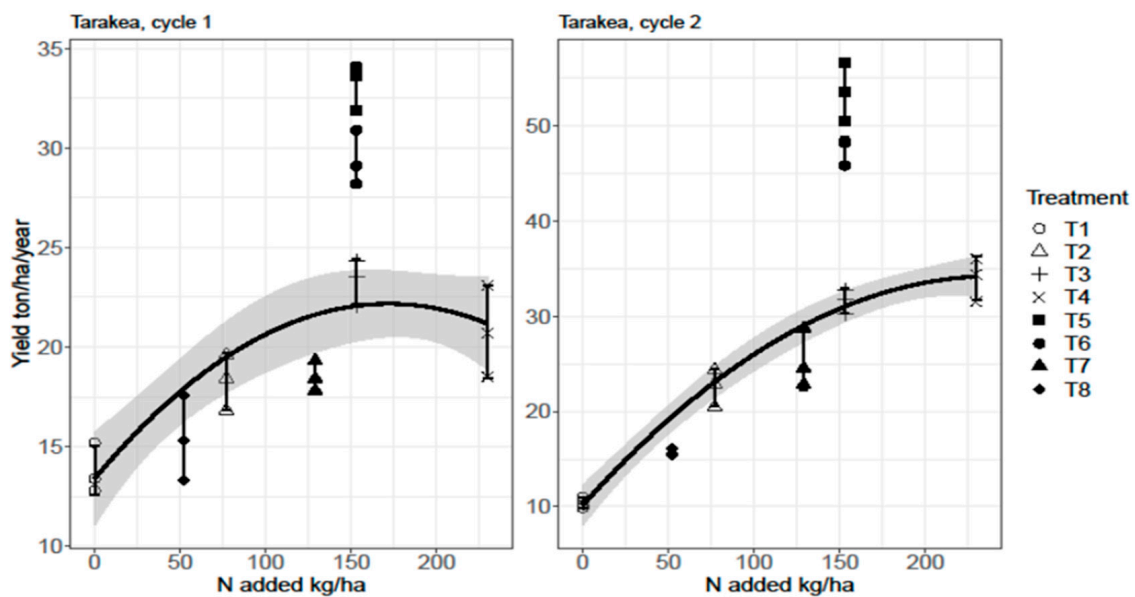 Tarakea, cycle 1
Tarakea, cycle 2
Yield ton/ha/year
35
30
25
20
15
10
0 50 100 150 200
N added kg/ha
50
40
30
20
10
0 50 100 150 200
N added kg/ha
Treatment
T1
T2
T3
T4
T5
T6
T7
T8